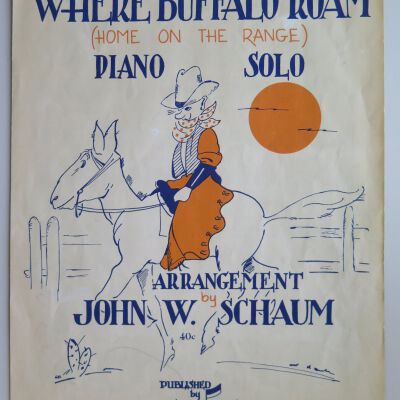 WHERE BUFFALO ROAM
(HOME ON THE RANGE)
PIANO SOLO
ARRANGEMENT
by
JOHN W. SCHAUM
40c
PUBLISHED
by